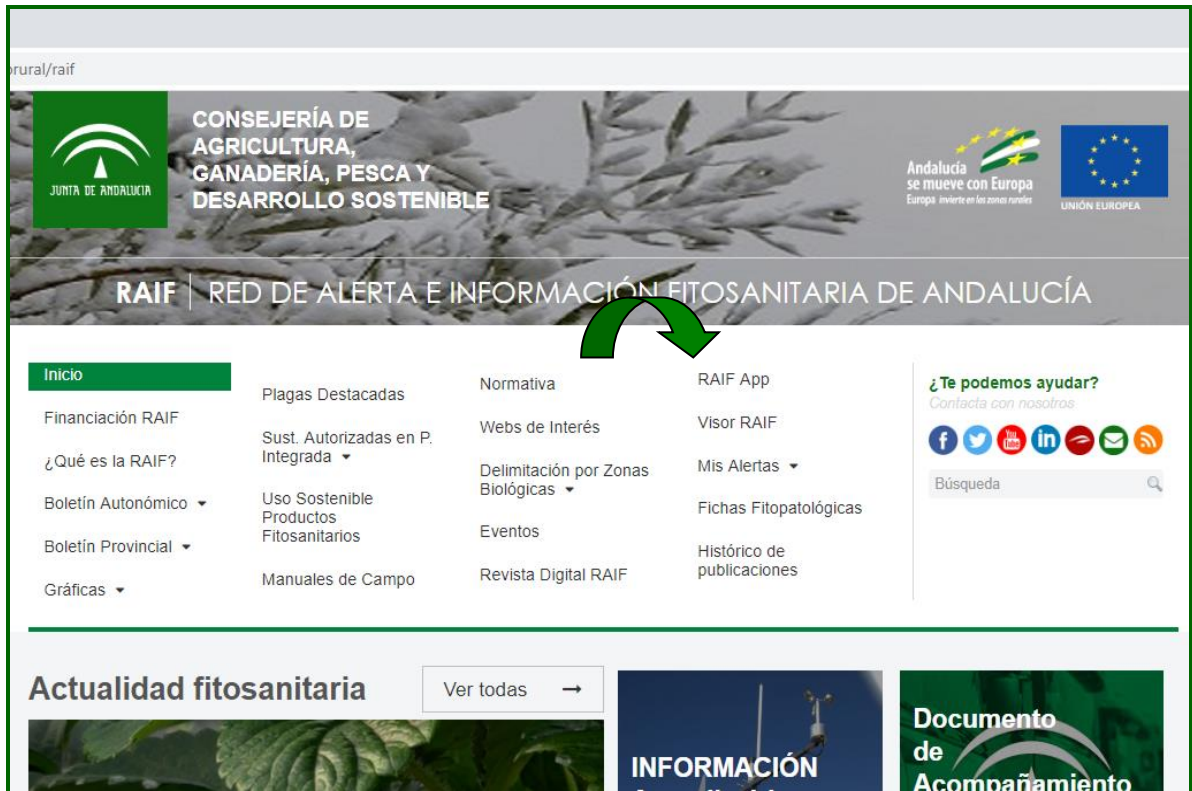 orural/raif
JUNTA DE ANDALUCIA
CONSEJERÍA DE
AGRICULTURA,
GANADERÍA, PESCA Y
DESARROLLO SOSTENIBLE
Andalucía
se mueve con Europa
Europa invierte en las zonas rurales
UNIÓN EUROPEA
RAIF | RED DE ALERTA E INFORMACIÓN FITOSANITARIA DE ANDALUCÍA
Inicio
Financiación RAIF
¿Qué es la RAIF?
Boletín Autonómico
Boletín Provincial
Gráficas
Plagas Destacadas
Sust. Autorizadas en P.
Integrada
Uso Sostenible
Productos
Fitosanitarios
Manuales de Campo
Normativa
Webs de Interés
Delimitación por Zonas
Biológicas
Eventos
Revista Digital RAIF
RAIF App
Visor RAIF
Mis Alertas
Fichas Fitopatológicas
Histórico de
publicaciones
¿Te podemos ayudar?
Contacta con nosotros
You Tube
Búsqueda
Actualidad fitosanitaria
Ver todas →
INFORMACIÓN
Documento
de
Acompañamiento